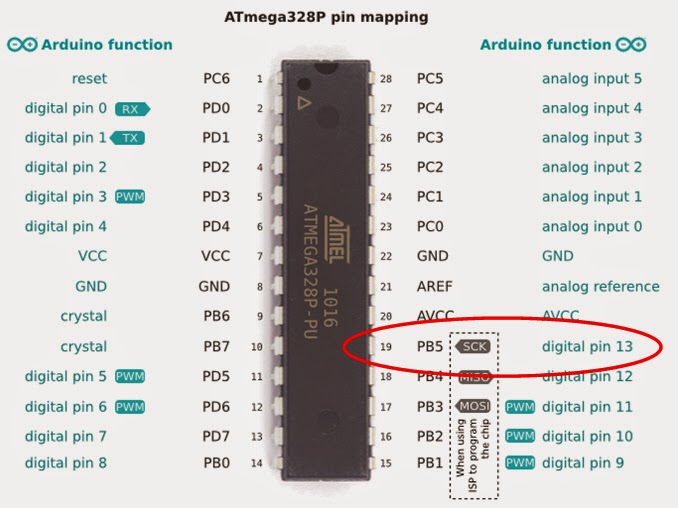 ATmega328P pin mapping
Arduino function
Arduino function
reset PC6 1 28 PC5 analog input 5
digital pin 0 RX PD0 2 27 PC4 analog input 4
digital pin 1 TX PD1 3 26 PC3 analog input 3
digital pin 2 PD2 4 25 PC2 analog input 2
digital pin 3 PWM PD3 5 24 PC1 analog input 1
digital pin 4 PD4 6 23 PC0 analog input 0
VCC VCC 7 22 GND GND
GND GND 8 21 AREF analog reference
crystal PB6 9 20 AVCC AVCC
crystal PB7 10 19 PB5 SCK digital pin 13
digital pin 5 PWM PD5 11 18 PB4 MISO digital pin 12
digital pin 6 PWM PD6 12 17 PB3 MOSI PWM digital pin 11
digital pin 7 PD7 13 16 PB2 PWM digital pin 10
digital pin 8 PB0 14 15 PB1 PWM digital pin 9
When using
ISP to program
the chip
ATMEL
1016
ATMEGA328P-PU